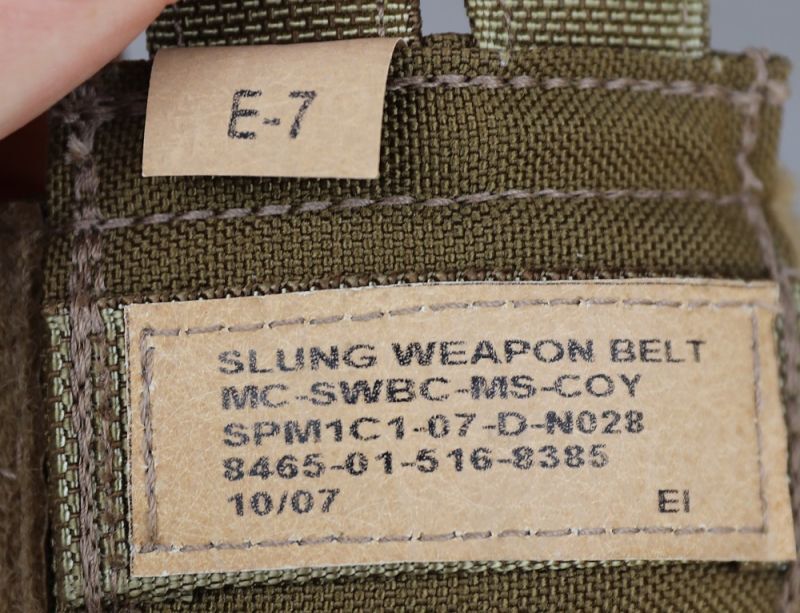 E-7
SLUNG WEAPON BELT
MC-SWBC-MS-COY
SPM1C1-07-D-N028
8465-01-516-8385
10/07 EI